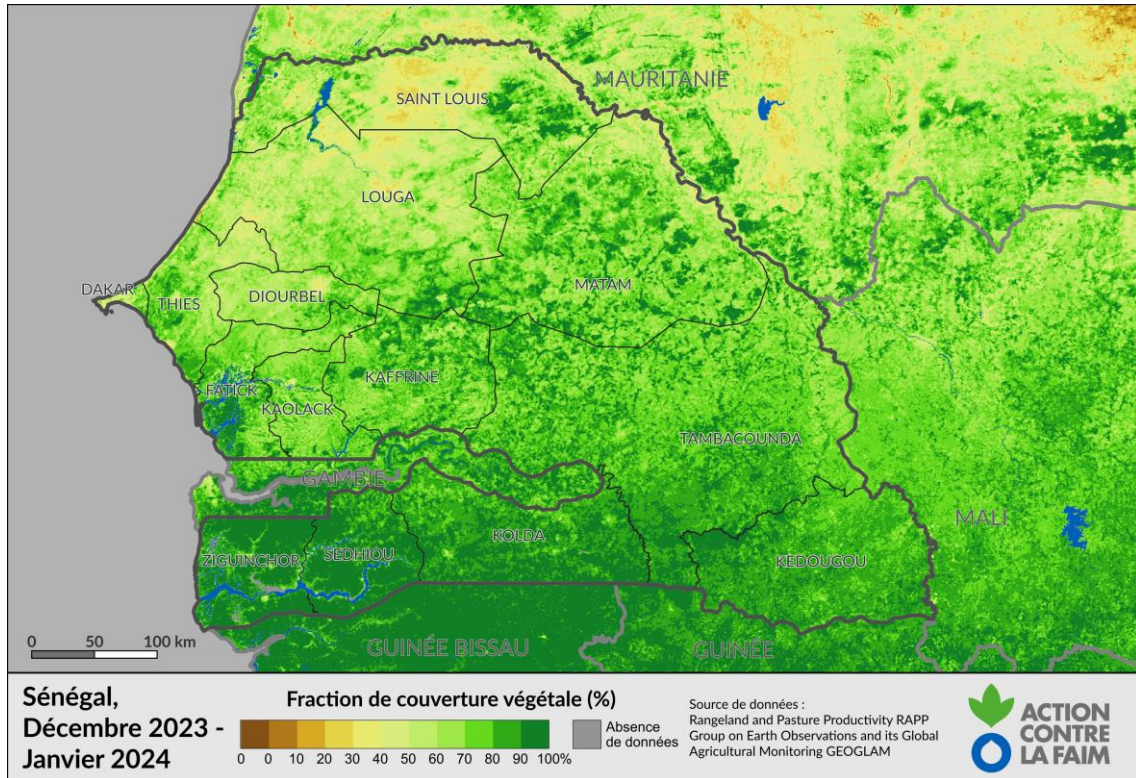 MAURITANIE
SAINT LOUIS
LOUGA
DAKAR
THIES
DIOURBEL
MATAM
FATICK
KAOLACK
KAFFRINE
TAMBACOUNDA
GAMBIE
MALI
ZIGUINCHOR
SEDHIOU
KOLDA
KEDOUGOU
GUINÉE BISSAU
GUINÉE
0 50 100 km
Sénégal,
Décembre 2023 -
Janvier 2024
Fraction de couverture végétale (%)
0 0 10 20 30 40 50 60 70 80 90 100%
Absence
de données
Source de données :
Rangeland and Pasture Productivity RAPP
Group on Earth Observations and its Global
Agricultural Monitoring GEOGLAM
ACTION
CONTRE
LA FAIM